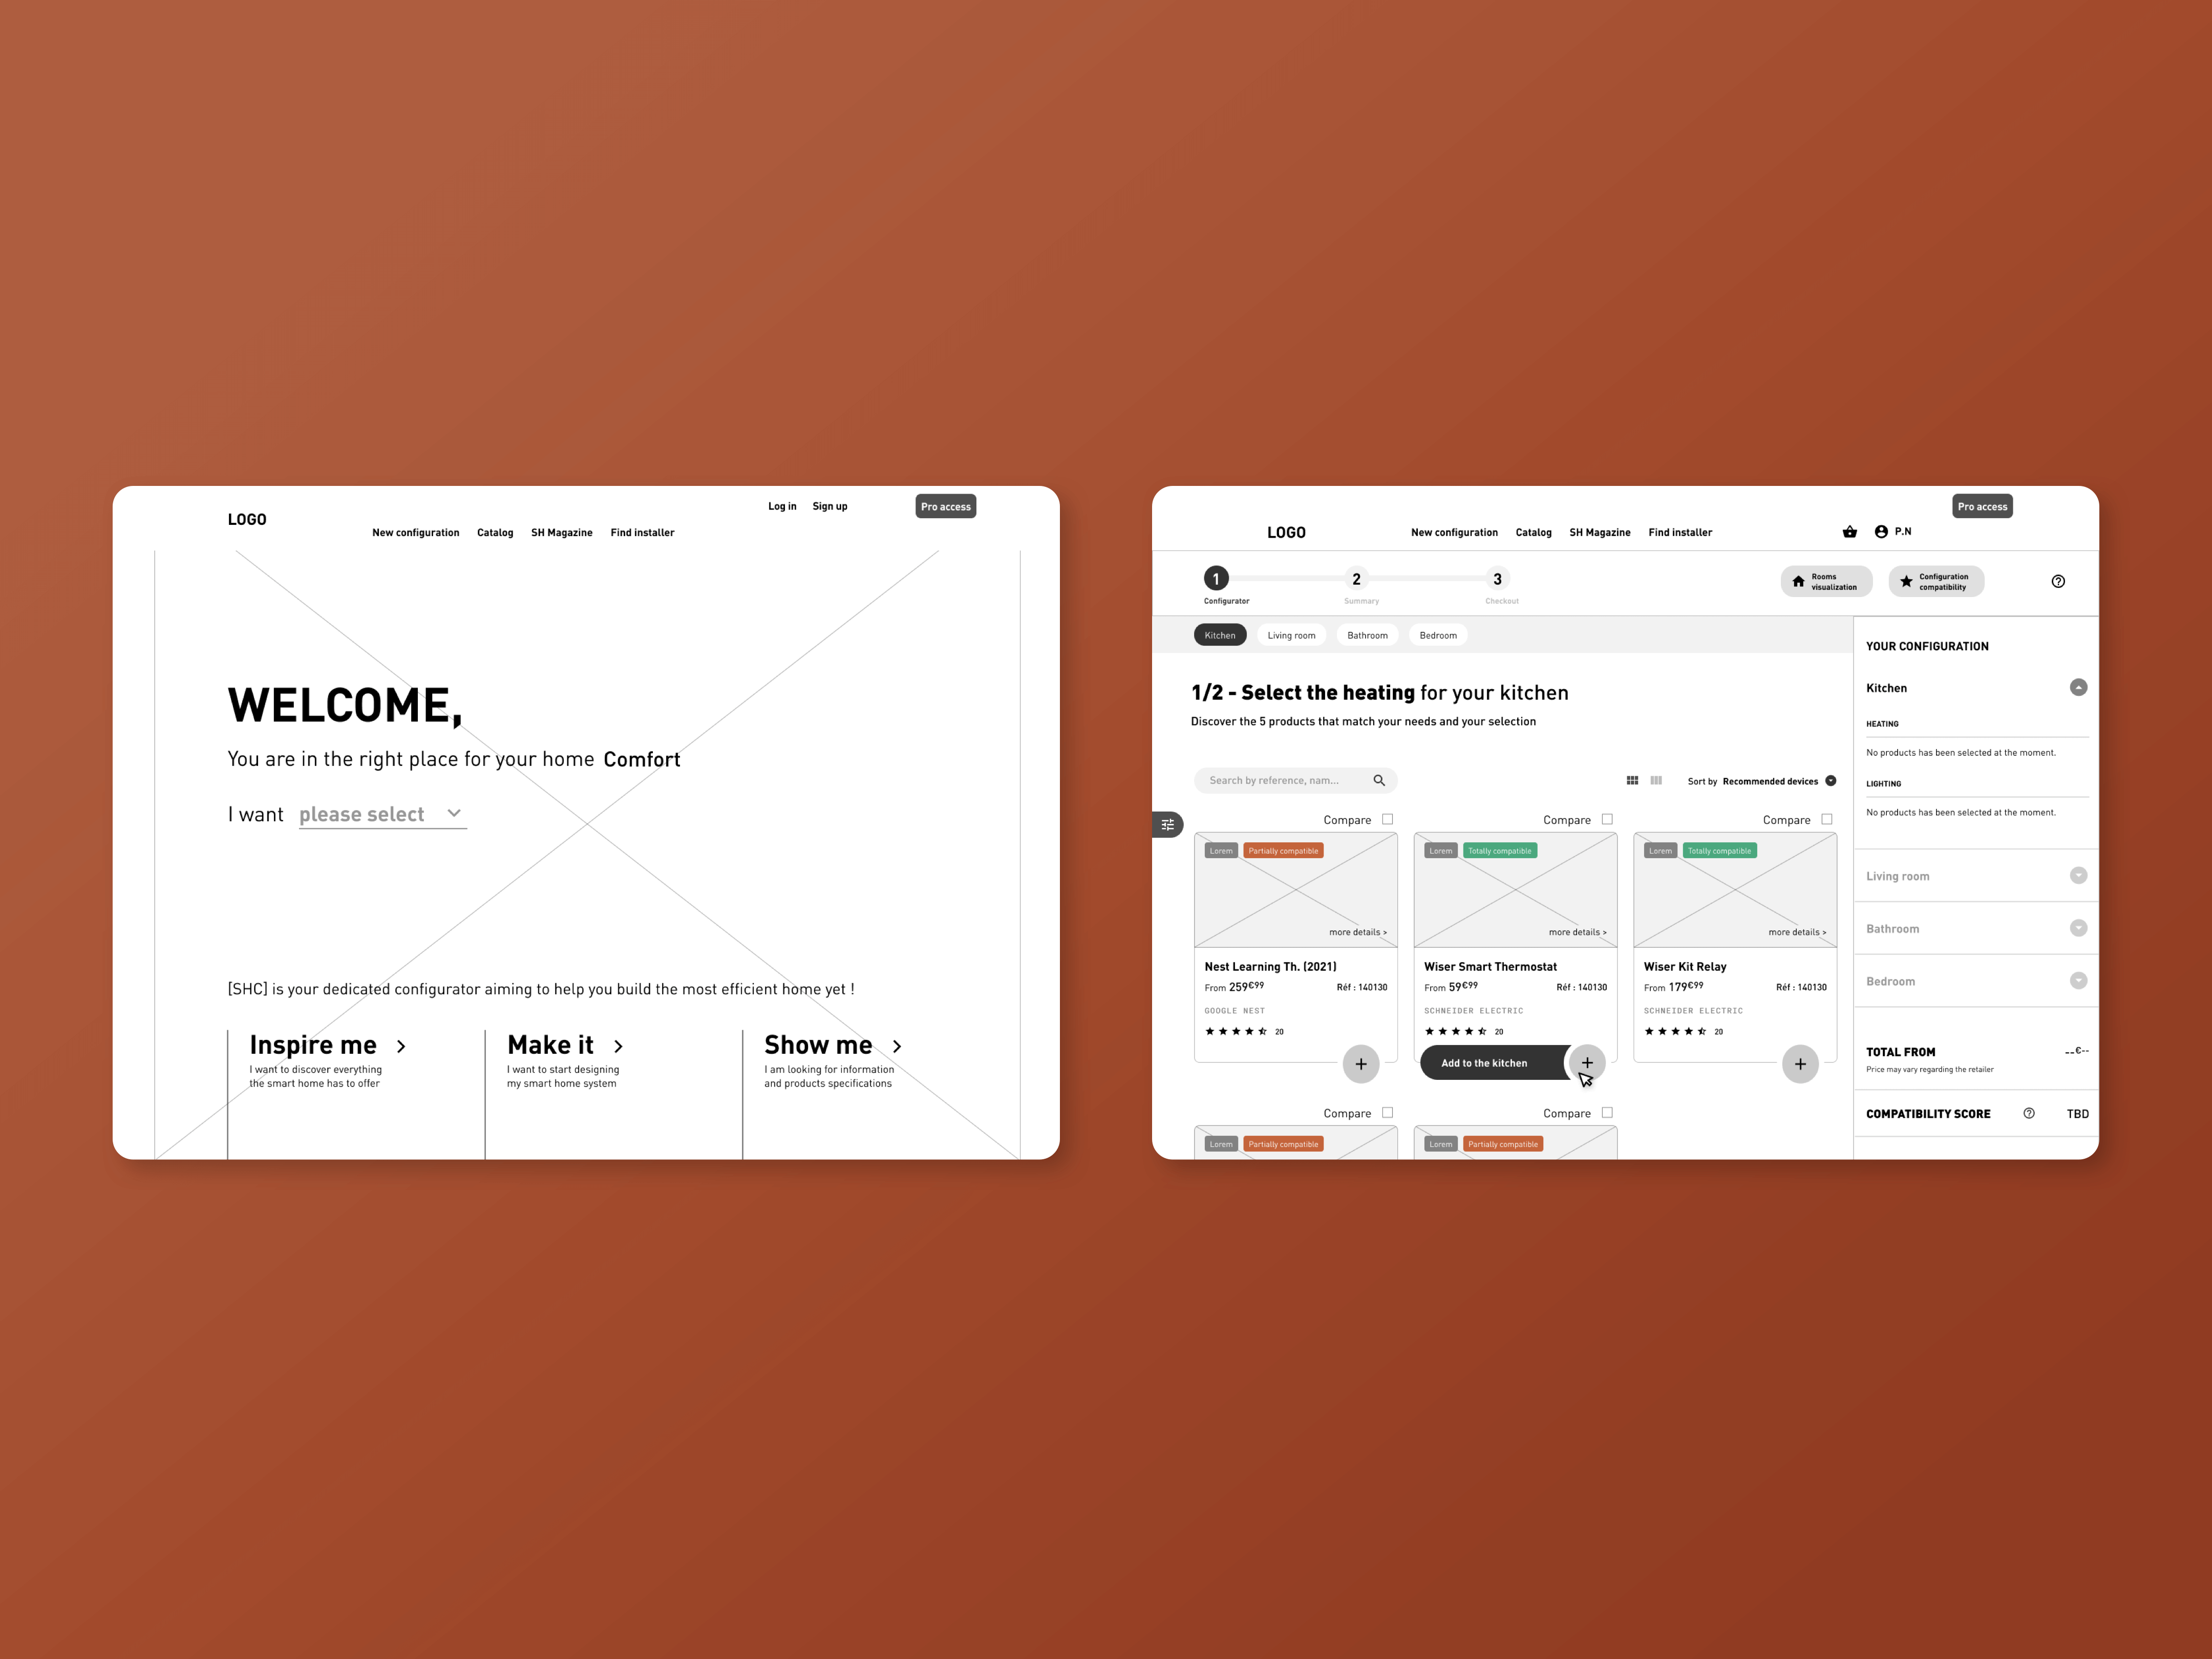 Log in Sign up Pro access
LOGO
New configuration Catalog SH Magazine Find installer
WELCOME,
You are in the right place for your home Comfort
I want please select
[SHC] is your dedicated configurator aiming to help you build the most efficient home yet !
Inspire me
I want to discover everything
the smart home has to offer
Make it
I want to start designing
my smart home system
Show me
I am looking for information
and products specifications
Pro access
LOGO New configuration Catalog SH Magazine Find installer P.N
1 2 3
Configurator Summary Checkout
Rooms
visualization
Configuration
compatibility
Kitchen Living room Bathroom Bedroom
1/2 - Select the heating for your kitchen
Discover the 5 products that match your needs and your selection
Search by reference, nam...
Sort by Recommended devices
Compare
Lorem Partially compatible
more details >
Nest Learning Th. (2021)
From 259€99 Réf : 140130
GOOGLE NEST
20
+
Compare
Lorem Totally compatible
more details >
Wiser Smart Thermostat
From 59€99 Réf : 140130
SCHNEIDER ELECTRIC
20
Add to the kitchen +
Compare
Lorem Totally compatible
more details >
Wiser Kit Relay
From 179€99 Réf : 140130
SCHNEIDER ELECTRIC
20
+
Compare
Lorem Partially compatible
Compare
Lorem Partially compatible
YOUR CONFIGURATION
Kitchen
HEATING
No products has been selected at the moment.
LIGHTING
No products has been selected at the moment.
Living room
Bathroom
Bedroom
TOTAL FROM --€--
Price may vary regarding the retailer
COMPATIBILITY SCORE ? TBD